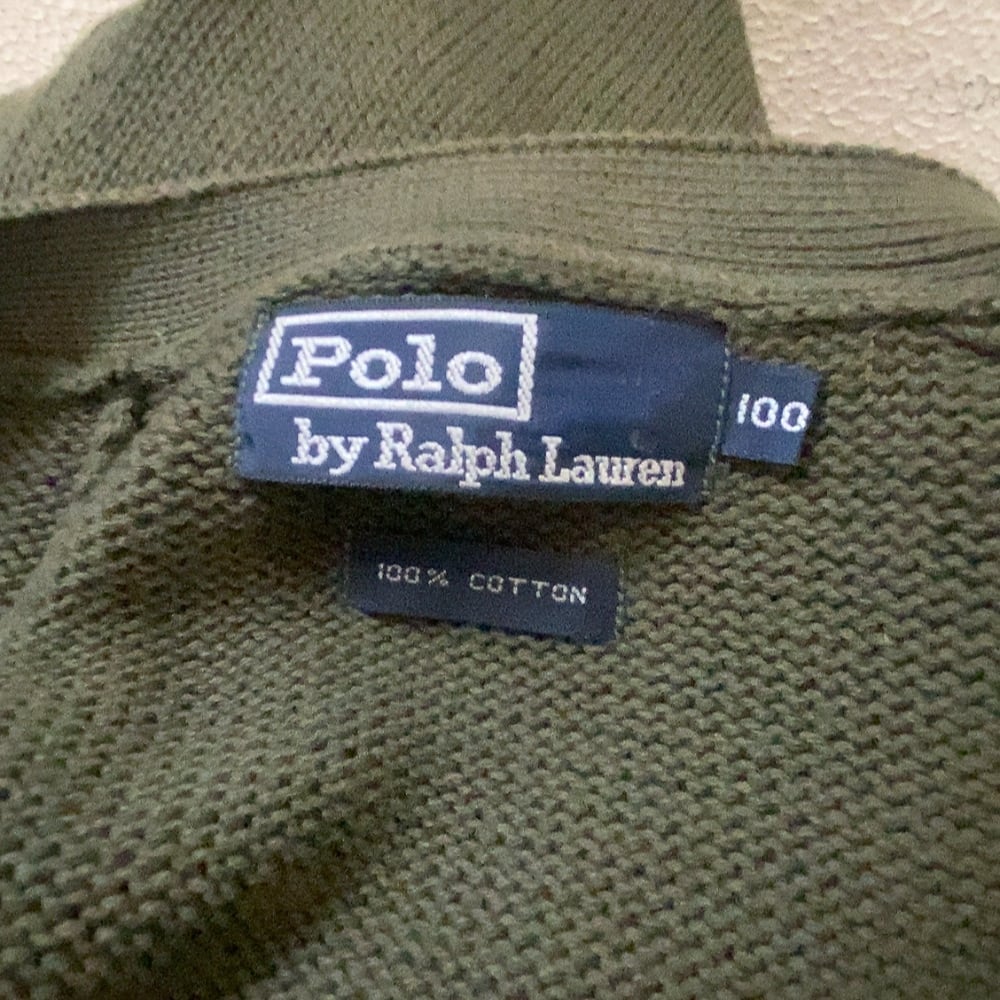 Polo
by Ralph Lauren
100
100% COTTON